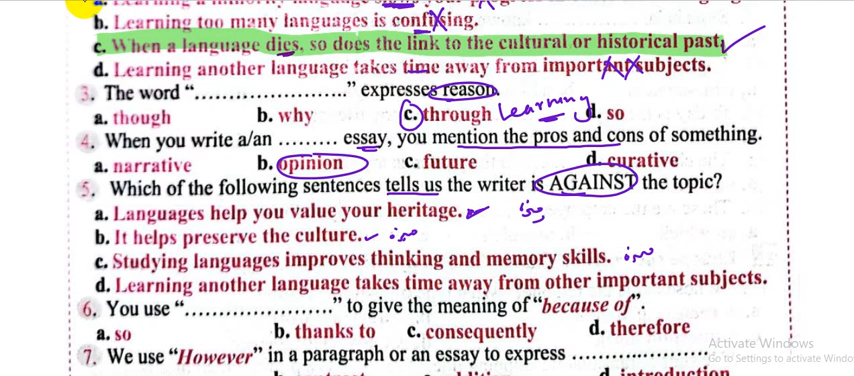 b. Learning too many languages is confusing.
c. When a language dies, so does the link to the cultural or historical past.
d. Learning another language takes time away from important subjects.
3. The word “..............................” expresses reason.
a. though b. why c. through learning d. so
4. When you write a/an ......... essay, you mention the pros and cons of something.
a. narrative b. opinion c. future d. curative
5. Which of the following sentences tells us the writer is AGAINST the topic?
a. Languages help you value your heritage.
b. It helps preserve the culture.
c. Studying languages improves thinking and memory skills.
d. Learning another language takes time away from other important subjects.
6. You use “..............................” to give the meaning of “because of”.
a. so b. thanks to c. consequently d. therefore
Activate Windows
Go to Settings to activate Windo
7. We use “However” in a paragraph or an essay to express ..............................
d. introduction